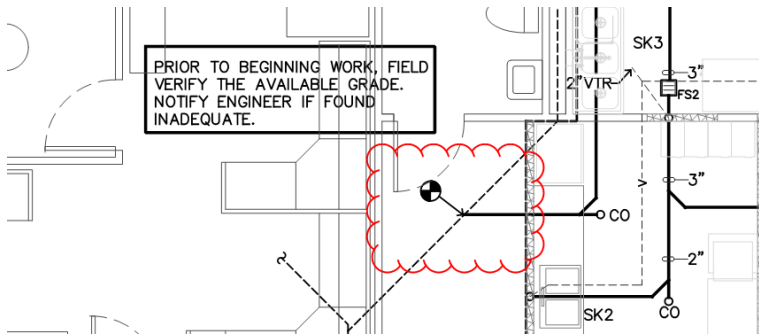 PRIOR TO BEGINNING WORK, FIELD
VERIFY THE AVAILABLE GRADE.
NOTIFY ENGINEER IF FOUND
INADEQUATE.
SK3
2"VTR
3"
FS2
3"
V
CO
2"
SK2
CO